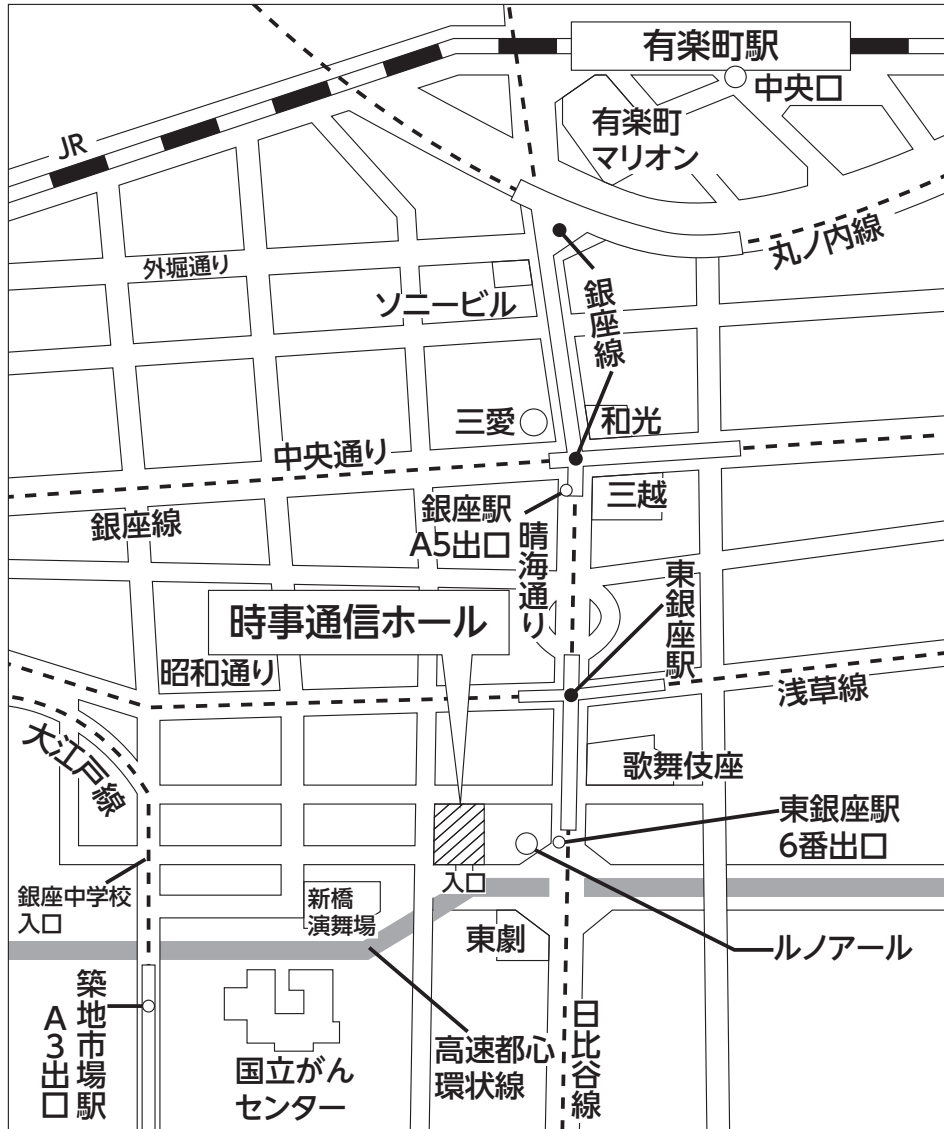 有楽町駅
中央口
有楽町
マリオン
JR
丸ノ内線
外堀通り
ソニービル
銀座線
三愛
和光
中央通り
銀座線
銀座駅
A5出口
三越
晴海通り
東銀座駅
時事通信ホール
昭和通り
浅草線
大江戸線
歌舞伎座
東銀座駅
6番出口
入口
銀座中学校
入口
新橋
演舞場
東劇
ルノアール
築地市場駅
A3出口
国立がん
センター
高速都心
環状線
日比谷線